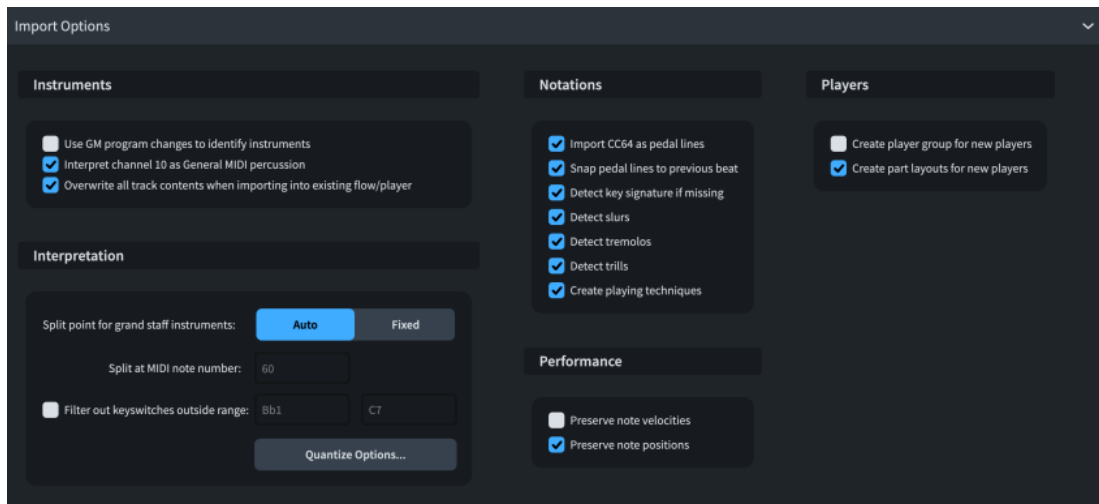 Import Options
Instruments
Use GM program changes to identify instruments
Interpret channel 10 as General MIDI percussion
Overwrite all track contents when importing into existing flow/player
Interpretation
Split point for grand staff instruments: Auto Fixed
Split at MIDI note number: 60
Filter out keyswitches outside range: Bb1 C7
Quantize Options...
Notations
Import CC64 as pedal lines
Snap pedal lines to previous beat
Detect key signature if missing
Detect slurs
Detect tremolos
Detect trills
Create playing techniques
Performance
Preserve note velocities
Preserve note positions
Players
Create player group for new players
Create part layouts for new players